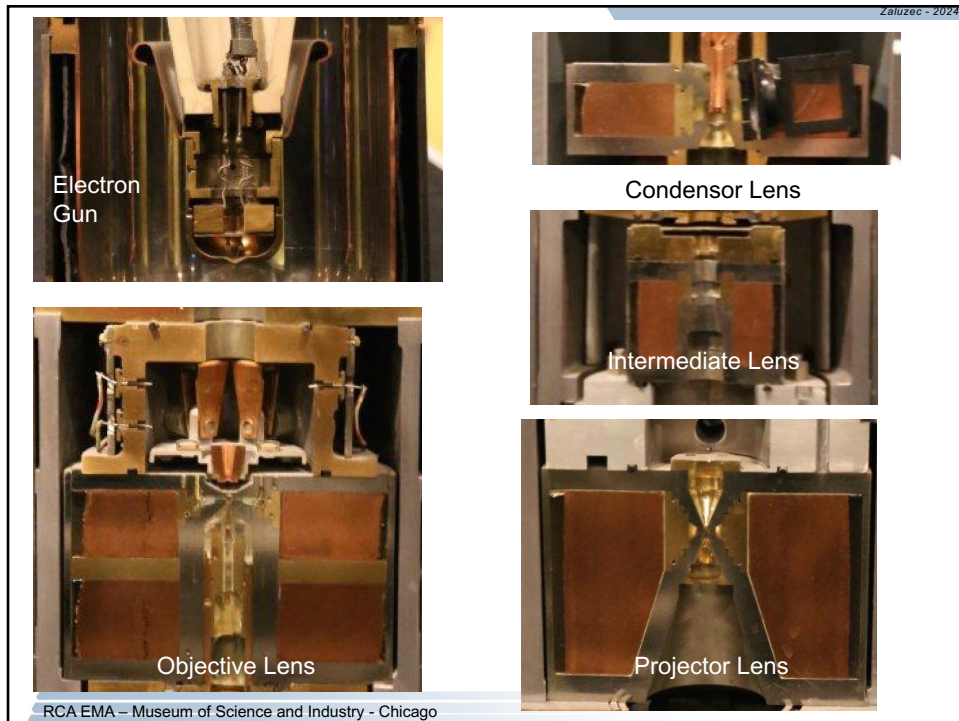 Zaluzec - 2024
Electron
Gun
Condensor Lens
Intermediate Lens
Objective Lens
Projector Lens
RCA EMA – Museum of Science and Industry - Chicago